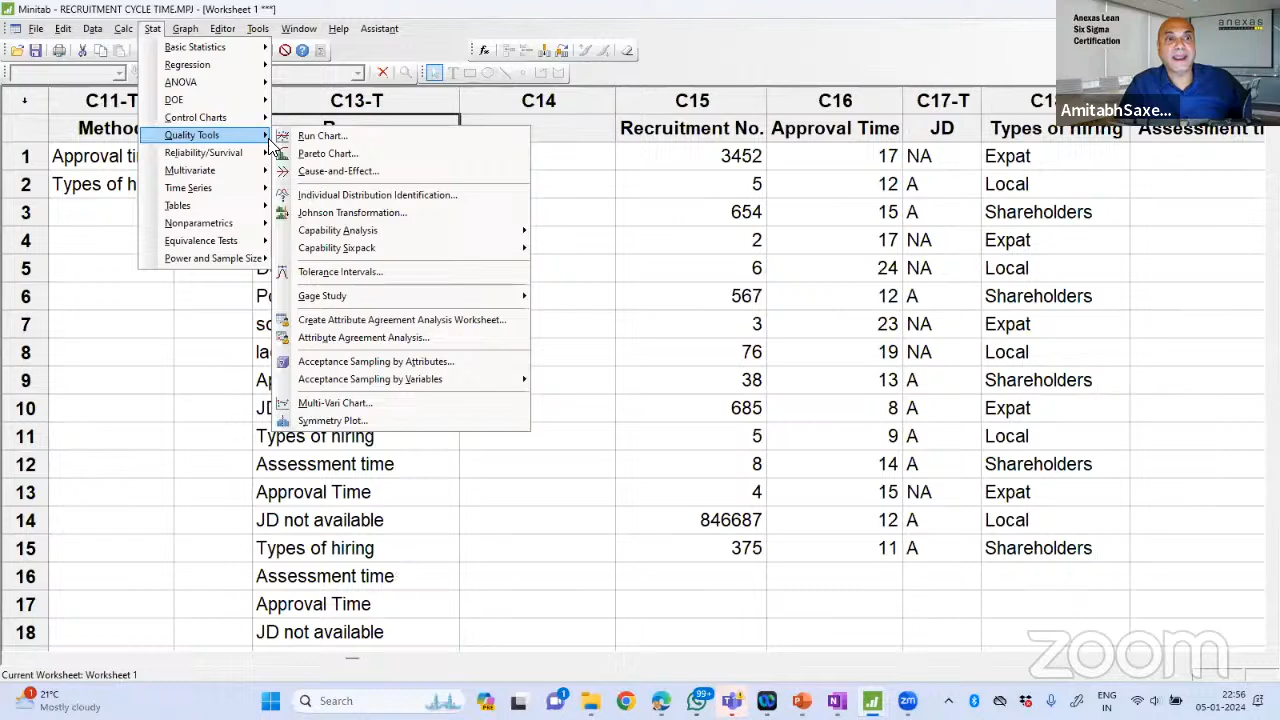 Minitab - RECRUITMENT CYCLE TIME.MPJ - [Worksheet 1 ***]
File Edit Data Calc Stat Graph Editor Tools Window Help Assistant
Basic Statistics
Regression
ANOVA
DOE
Control Charts
Quality Tools
Reliability/Survival
Multivariate
Time Series
Tables
Nonparametrics
Equivalence Tests
Power and Sample Size
Run Chart...
Pareto Chart...
Cause-and-Effect...
Individual Distribution Identification...
Johnson Transformation...
Capability Analysis
Capability Sixpack
Tolerance Intervals...
Gage Study
Create Attribute Agreement Analysis Worksheet...
Attribute Agreement Analysis...
Acceptance Sampling by Attributes...
Acceptance Sampling by Variables
Multi-Vari Chart...
Symmetry Plot...
Anexas Lean
Six Sigma
Certification
anexas
AmitabhSaxe...
C11-T C13-T C14 C15 C16 C17-T
Recruitment No. Approval Time JD Types of hiring
1 3452 17 NA Expat
2 5 12 A Local
3 654 15 A Shareholders
4 2 17 NA Expat
5 6 24 NA Local
6 567 12 A Shareholders
7 3 23 NA Expat
8 76 19 NA Local
9 38 13 A Shareholders
10 685 8 A Expat
11 Types of hiring 5 9 A Local
12 Assessment time 8 14 A Shareholders
13 Approval Time 4 15 NA Expat
14 JD not available 846687 12 A Local
15 Types of hiring 375 11 A Shareholders
16 Assessment time
17 Approval Time
18 JD not available
zoom
Current Worksheet: Worksheet 1
1
21°C
Mostly cloudy
Search
1
99+
ENG
IN
22:56
05-01-2024